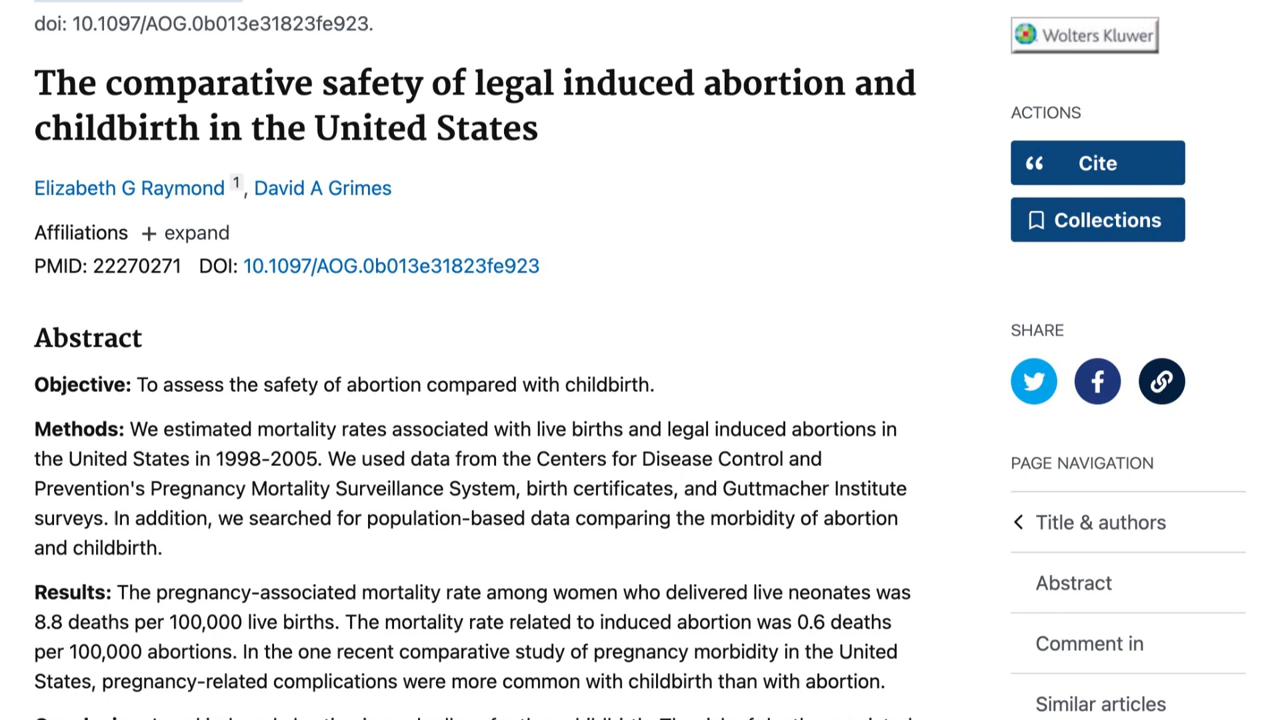 doi: 10.1097/AOG.0b013e31823fe923.
The comparative safety of legal induced abortion and
childbirth in the United States
Elizabeth G Raymond 1, David A Grimes
Affiliations + expand
PMID: 22270271 DOI: 10.1097/AOG.0b013e31823fe923
Abstract
Objective: To assess the safety of abortion compared with childbirth.
Methods: We estimated mortality rates associated with live births and legal induced abortions in
the United States in 1998-2005. We used data from the Centers for Disease Control and
Prevention's Pregnancy Mortality Surveillance System, birth certificates, and Guttmacher Institute
surveys. In addition, we searched for population-based data comparing the morbidity of abortion
and childbirth.
Results: The pregnancy-associated mortality rate among women who delivered live neonates was
8.8 deaths per 100,000 live births. The mortality rate related to induced abortion was 0.6 deaths
per 100,000 abortions. In the one recent comparative study of pregnancy morbidity in the United
States, pregnancy-related complications were more common with childbirth than with abortion.
Wolters Kluwer
ACTIONS
Cite
Collections
SHARE
PAGE NAVIGATION
Title & authors
Abstract
Comment in
Similar articles